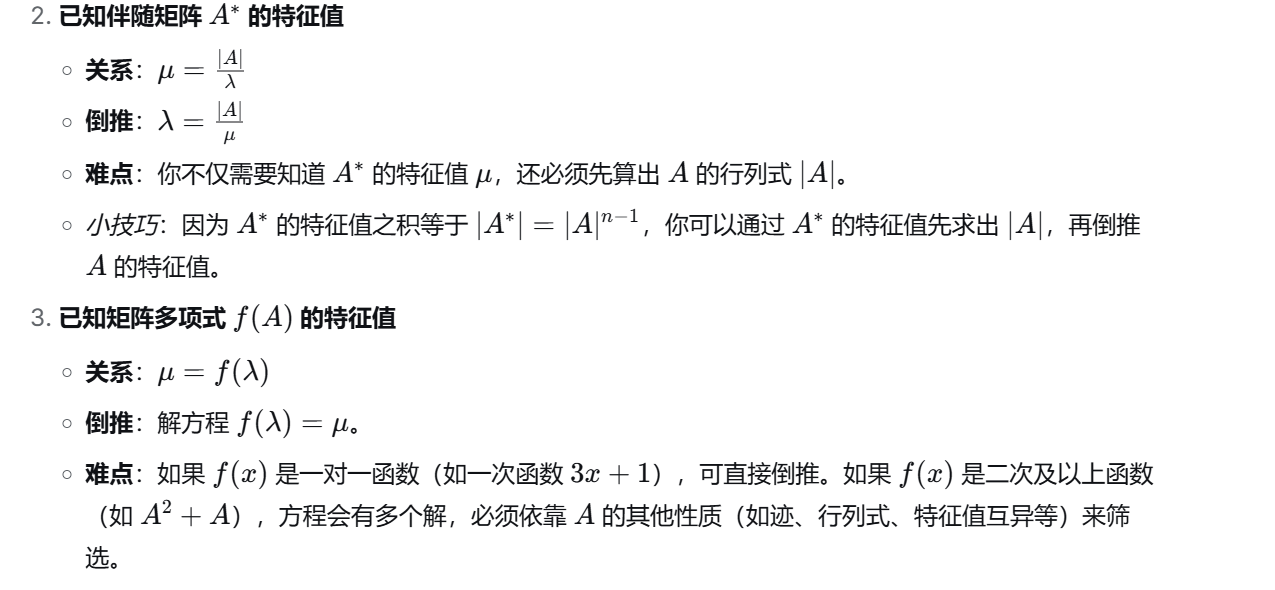 2. 已知伴随矩阵 A* 的特征值
○ 关系：μ = |A|/λ
○ 倒推：λ = |A|/μ
○ 难点：你不仅需要知道 A* 的特征值 μ，还必须先算出 A 的行列式 |A|。
○ 小技巧：因为 A* 的特征值之积等于 |A*| = |A|ⁿ⁻¹，你可以通过 A* 的特征值先求出 |A|，再倒推
A 的特征值。
3. 已知矩阵多项式 f(A) 的特征值
○ 关系：μ = f(λ)
○ 倒推：解方程 f(λ) = μ。
○ 难点：如果 f(x) 是一对一函数（如一次函数 3x + 1），可直接倒推。如果 f(x) 是二次及以上函数
（如 A² + A），方程会有多个解，必须依靠 A 的其他性质（如迹、行列式、特征值互异等）来筛
选。